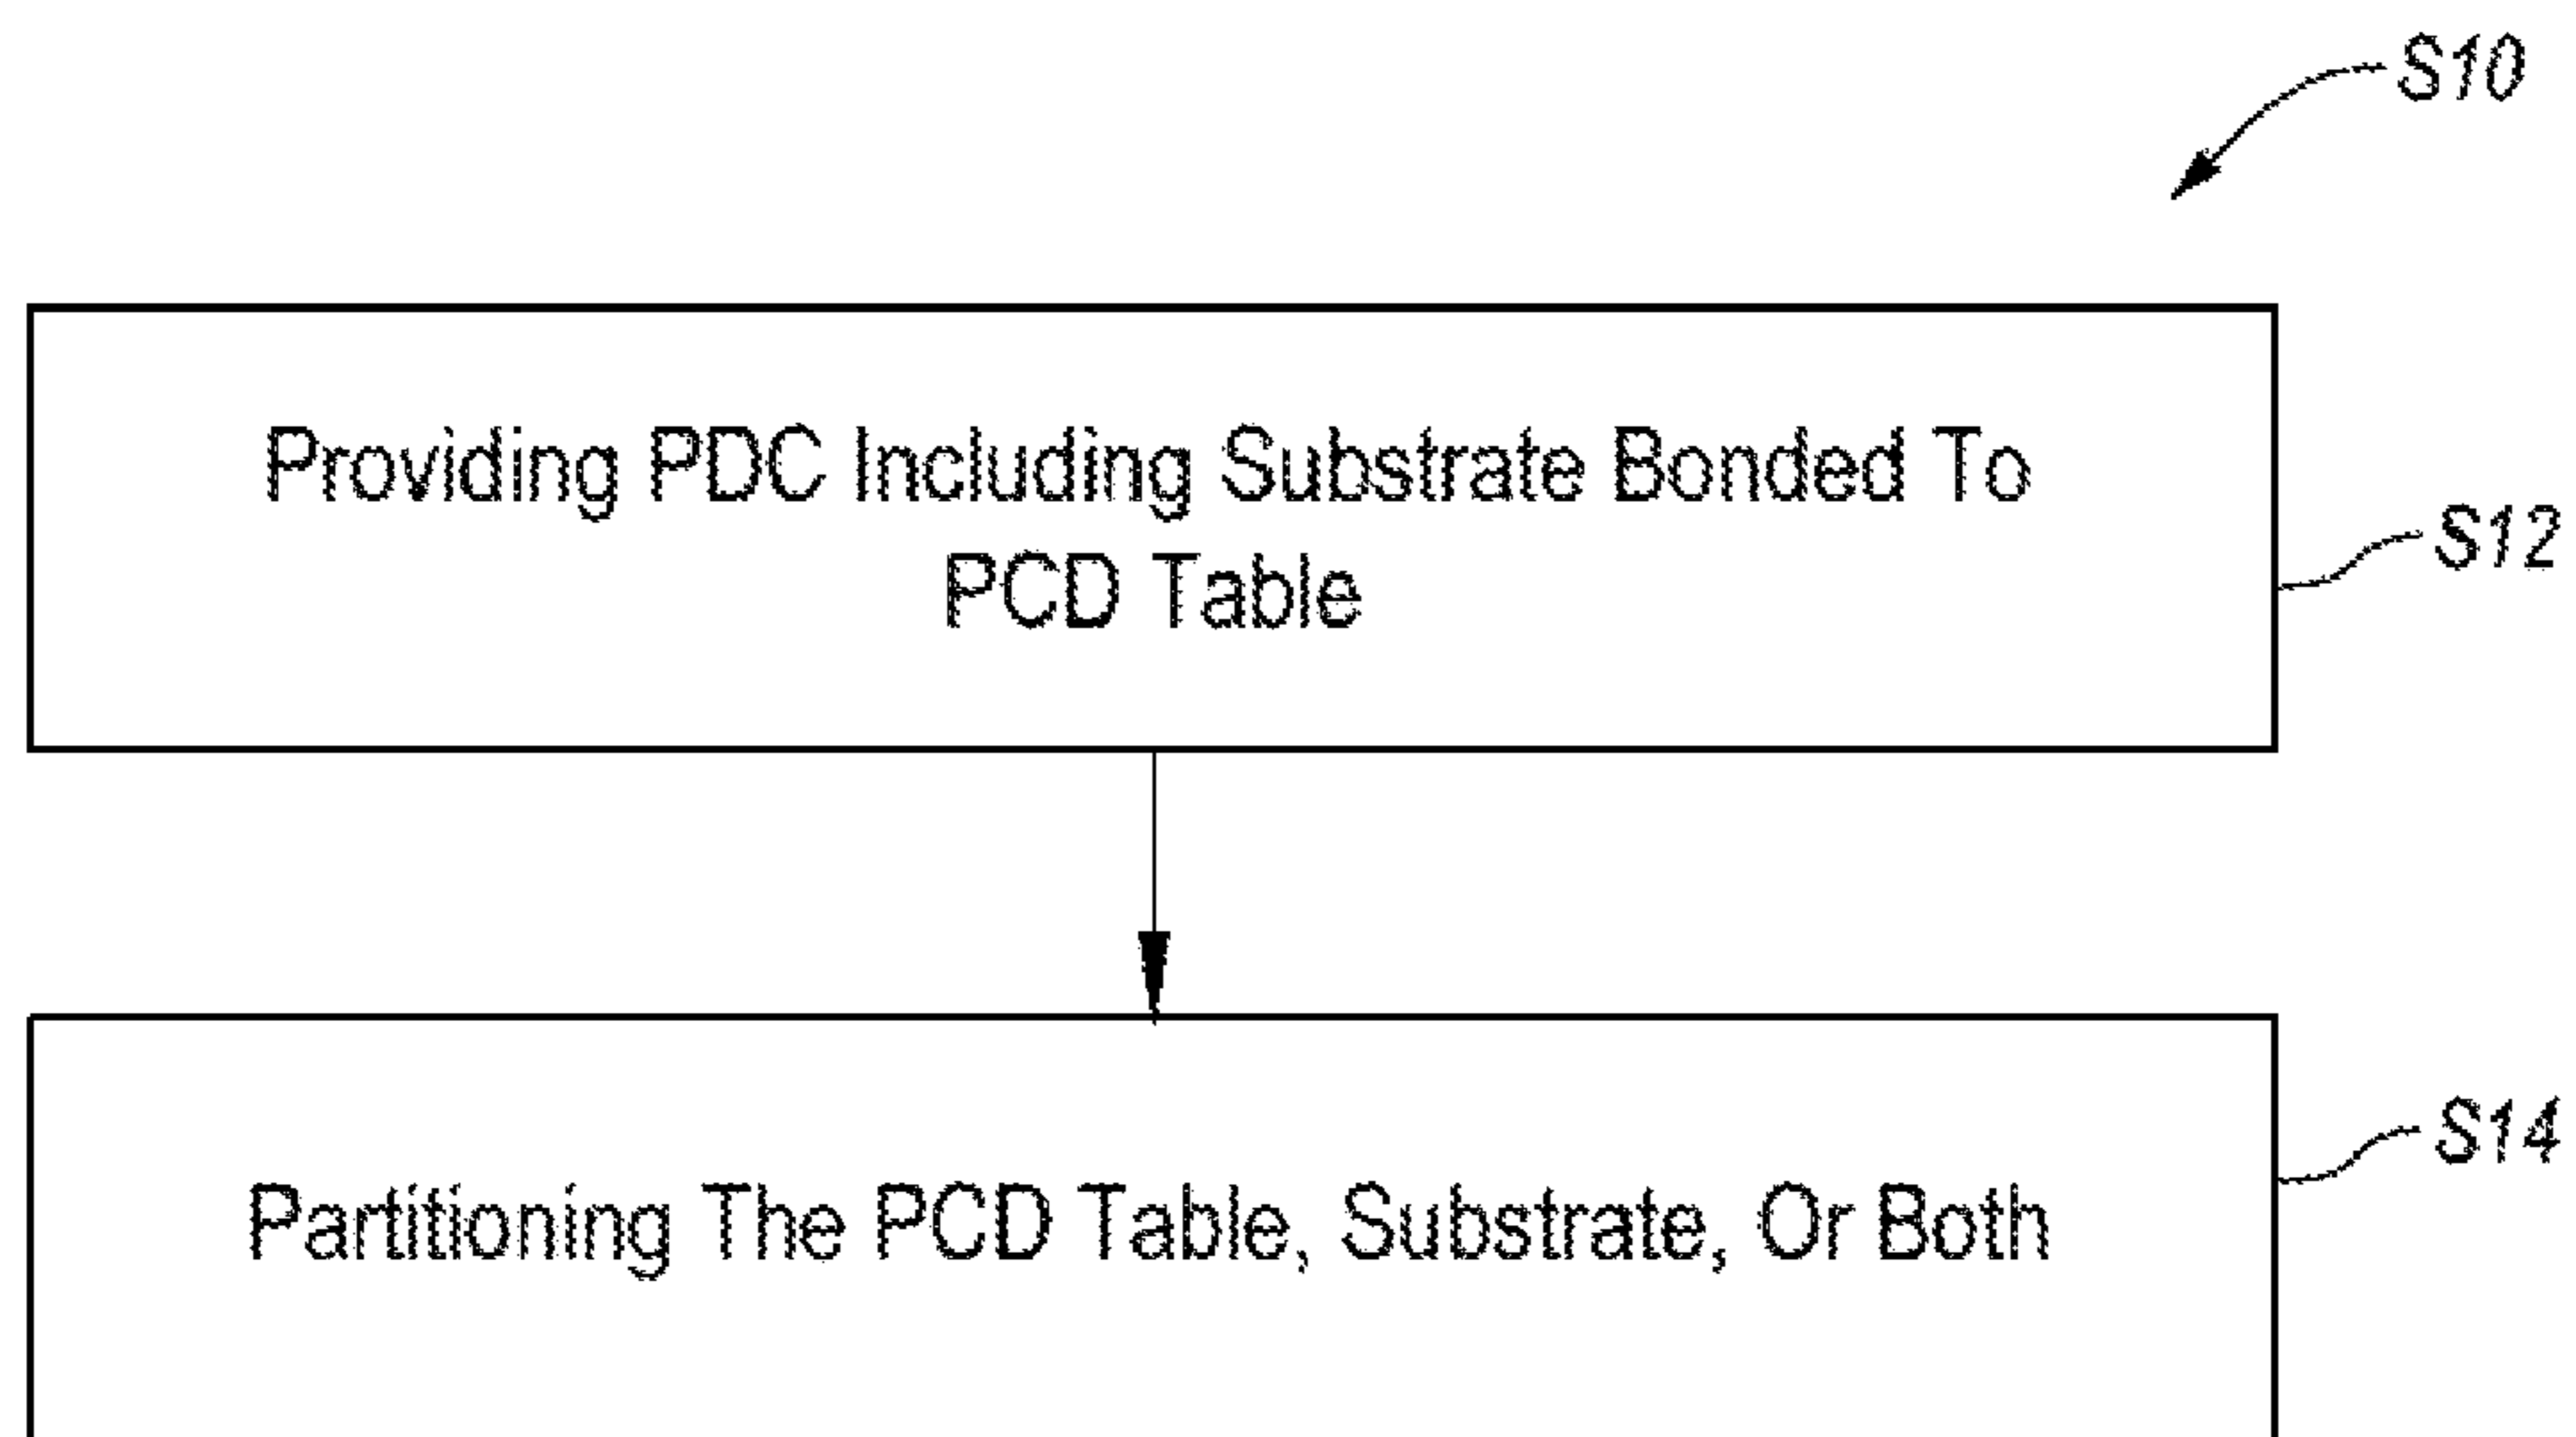 S10
Providing PDC Including Substrate Bonded To
PCD Table
S12
S14
Partitioning The PCD Table, Substrate, Or Both